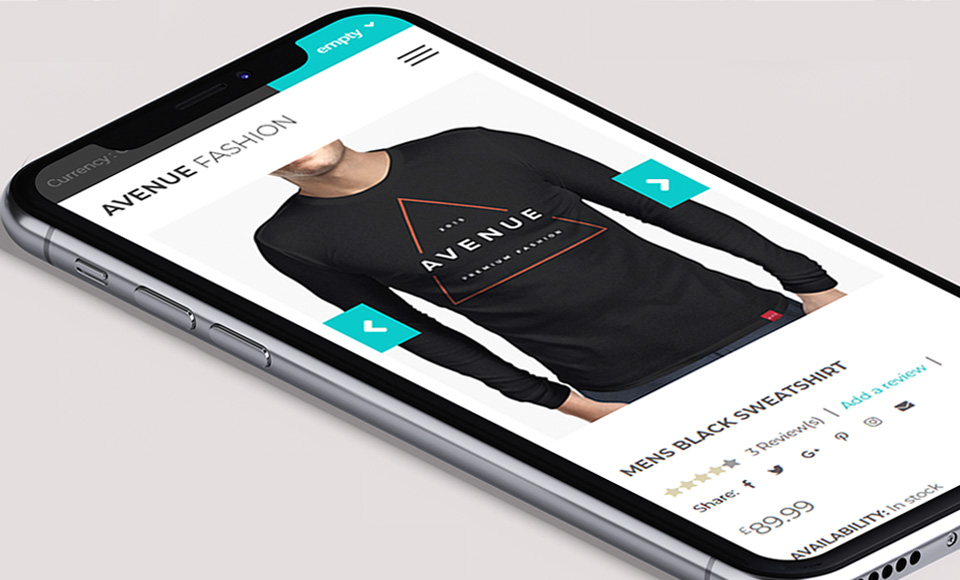 empty
Currency:
AVENUE FASHION
2015
AVENUE
PREMIUM FASHION
MENS BLACK SWEATSHIRT
3 Review(s) | Add a review |
Share:
£89.99
AVAILABILITY: In stock